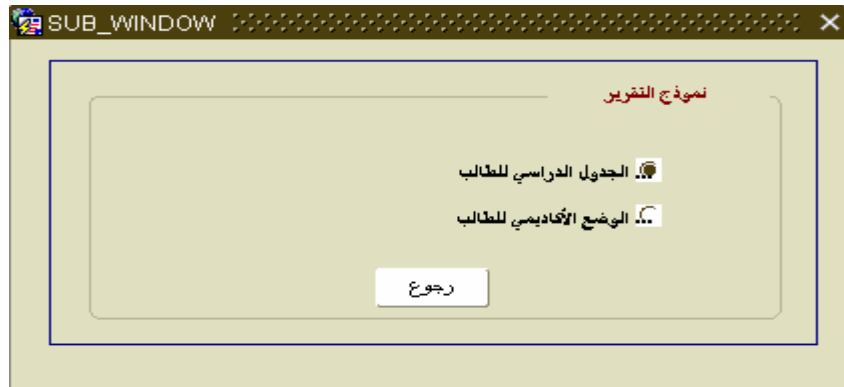 SUB_WINDOW
نموذج التقرير
الجدول الدراسي للطالب
الوضع الأكاديمي للطالب
رجوع